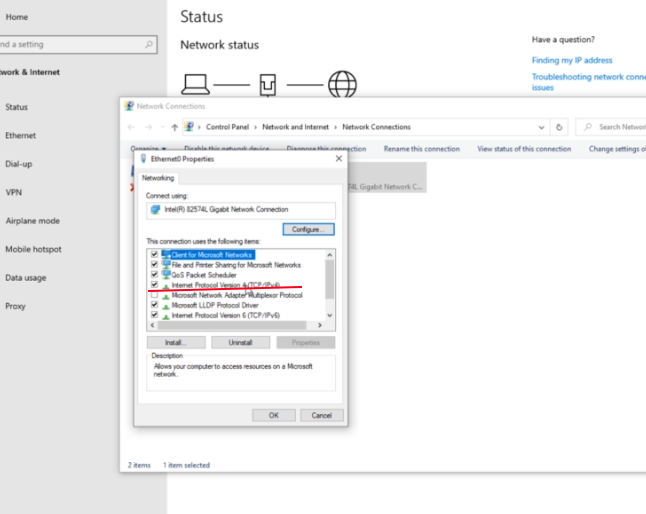 Home
Status
nd a setting
Network status
Have a question?
Finding my IP address
twork & Internet
Troubleshooting network conne
issues
Status
Network Connections
Control Panel > Network and Internet > Network Connections
Search Networ
Ethernet
Organize
Disable this network device
Diagnose this connection
Rename this connection
View status of this connection
Change settings o
Ethernet0 Properties
Dial-up
Networking
74L Gigabit Network C...
VPN
Connect using:
Intel(R) 82574L Gigabit Network Connection
Airplane mode
Configure...
This connection uses the following items:
Mobile hotspot
Client for Microsoft Networks
File and Printer Sharing for Microsoft Networks
QoS Packet Scheduler
Data usage
Internet Protocol Version 4 (TCP/IPv4)
Microsoft Network Adapter Multiplexor Protocol
Proxy
Microsoft LLDP Protocol Driver
Internet Protocol Version 6 (TCP/IPv6)
Install...
Uninstall
Properties
Description
Allows your computer to access resources on a Microsoft
network.
OK
Cancel
2 items
1 item selected